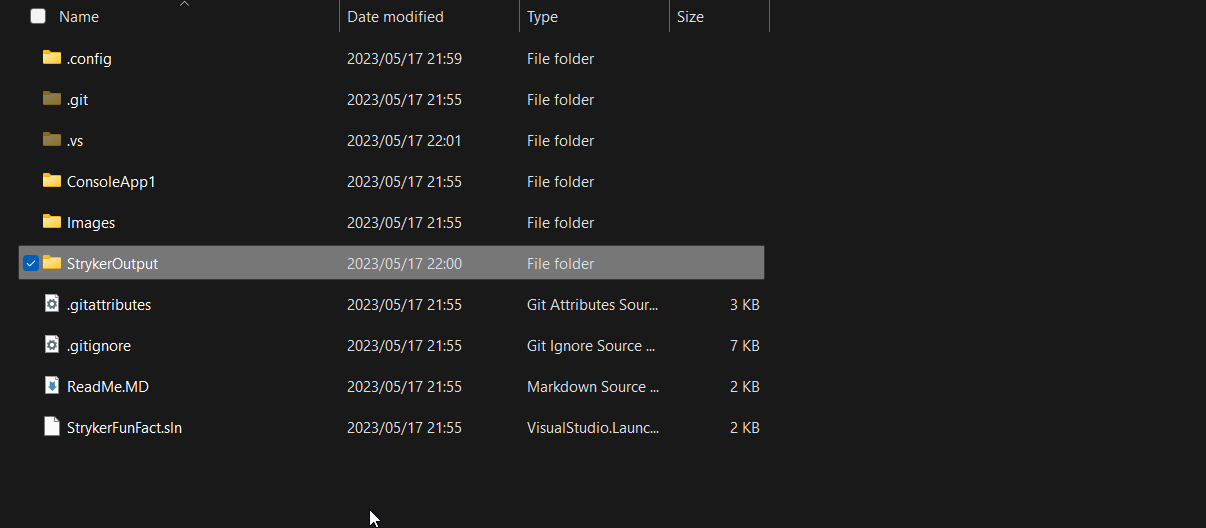 Name Date modified Type Size
.config 2023/05/17 21:59 File folder
.git 2023/05/17 21:55 File folder
.vs 2023/05/17 22:01 File folder
ConsoleApp1 2023/05/17 21:55 File folder
Images 2023/05/17 21:55 File folder
StrykerOutput 2023/05/17 22:00 File folder
.gitattributes 2023/05/17 21:55 Git Attributes Sour... 3 KB
.gitignore 2023/05/17 21:55 Git Ignore Source ... 7 KB
ReadMe.MD 2023/05/17 21:55 Markdown Source ... 2 KB
StrykerFunFact.sln 2023/05/17 21:55 VisualStudio.Launc... 2 KB